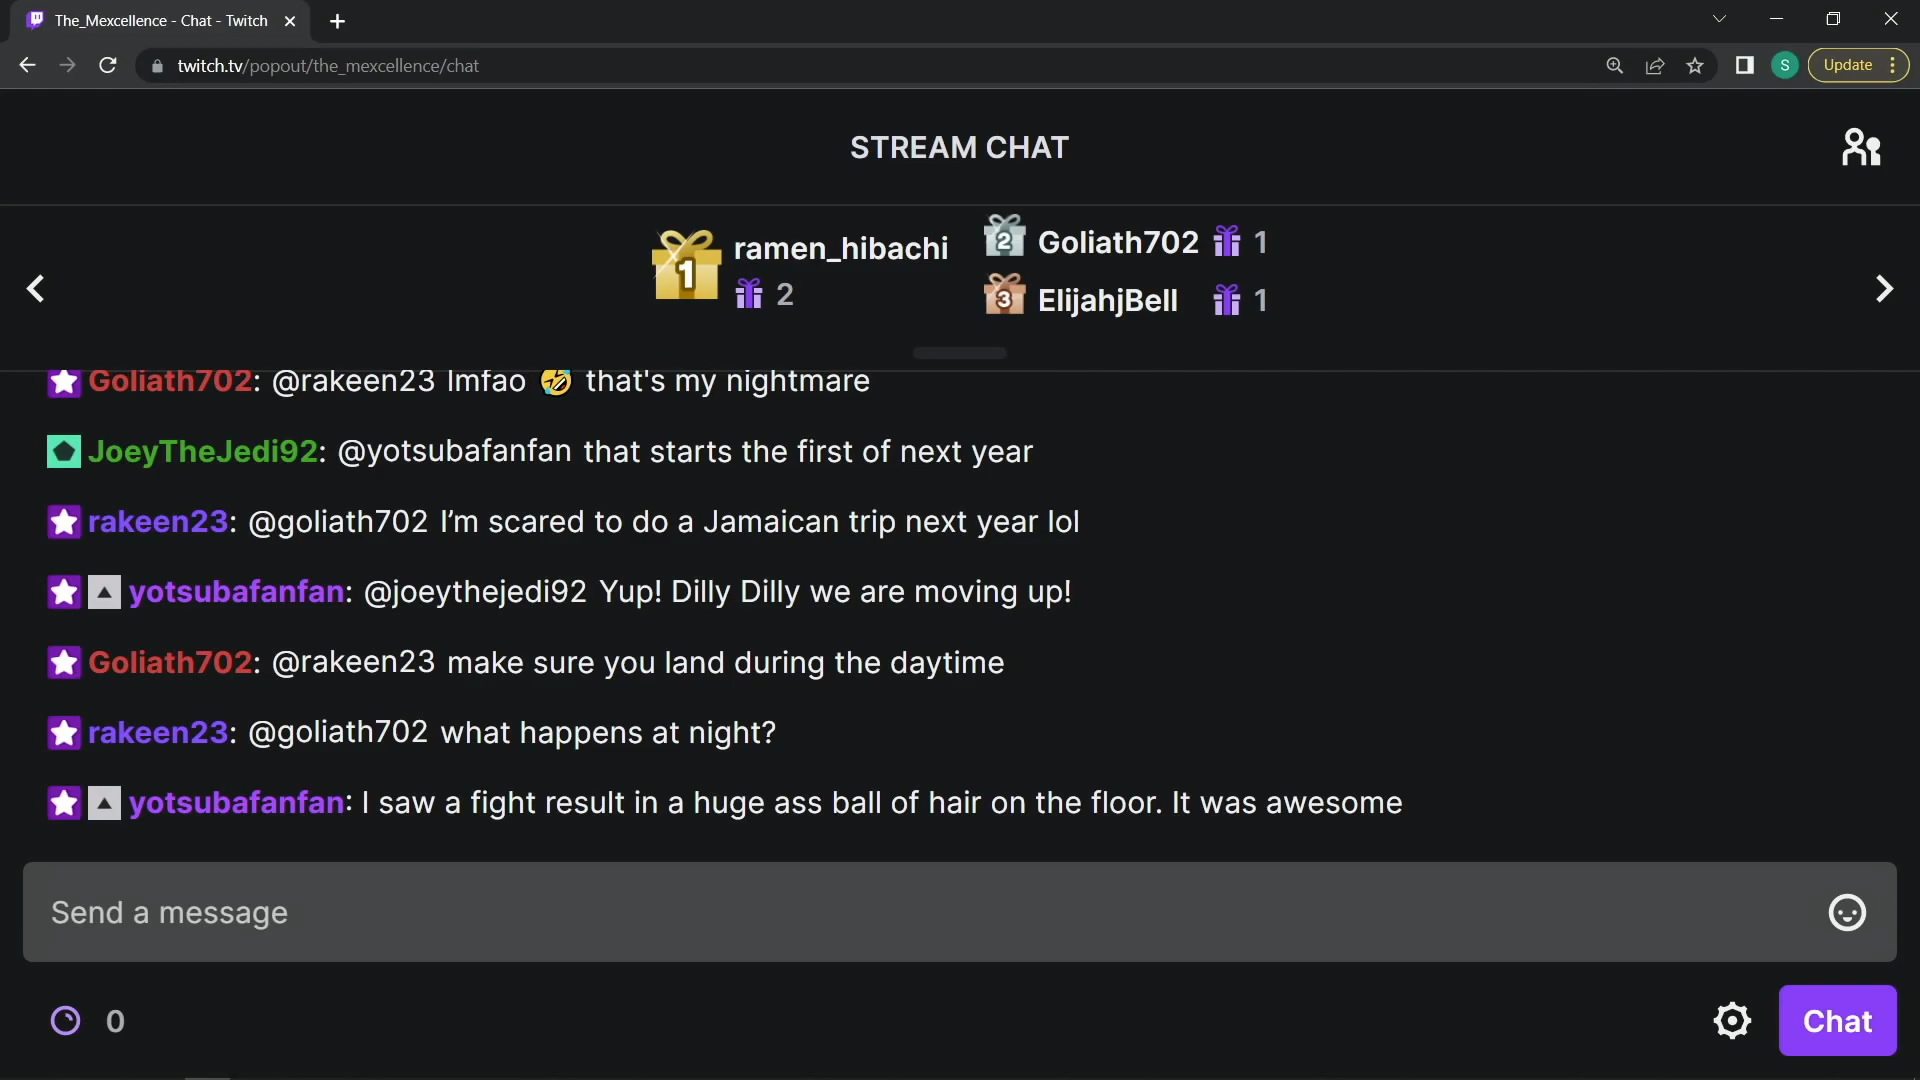 The_Mexcellence - Chat - Twitch
twitch.tv/popout/the_mexcellence/chat
S
Update
STREAM CHAT
1 ramen_hibachi
2
2 Goliath702 1
3 ElijahjBell 1
Goliath702: @rakeen23 lmfao 🤣 that's my nightmare
JoeyTheJedi92: @yotsubafanfan that starts the first of next year
rakeen23: @goliath702 I'm scared to do a Jamaican trip next year lol
yotsubafanfan: @joeythejedi92 Yup! Dilly Dilly we are moving up!
Goliath702: @rakeen23 make sure you land during the daytime
rakeen23: @goliath702 what happens at night?
yotsubafanfan: I saw a fight result in a huge ass ball of hair on the floor. It was awesome
Send a message
0
Chat